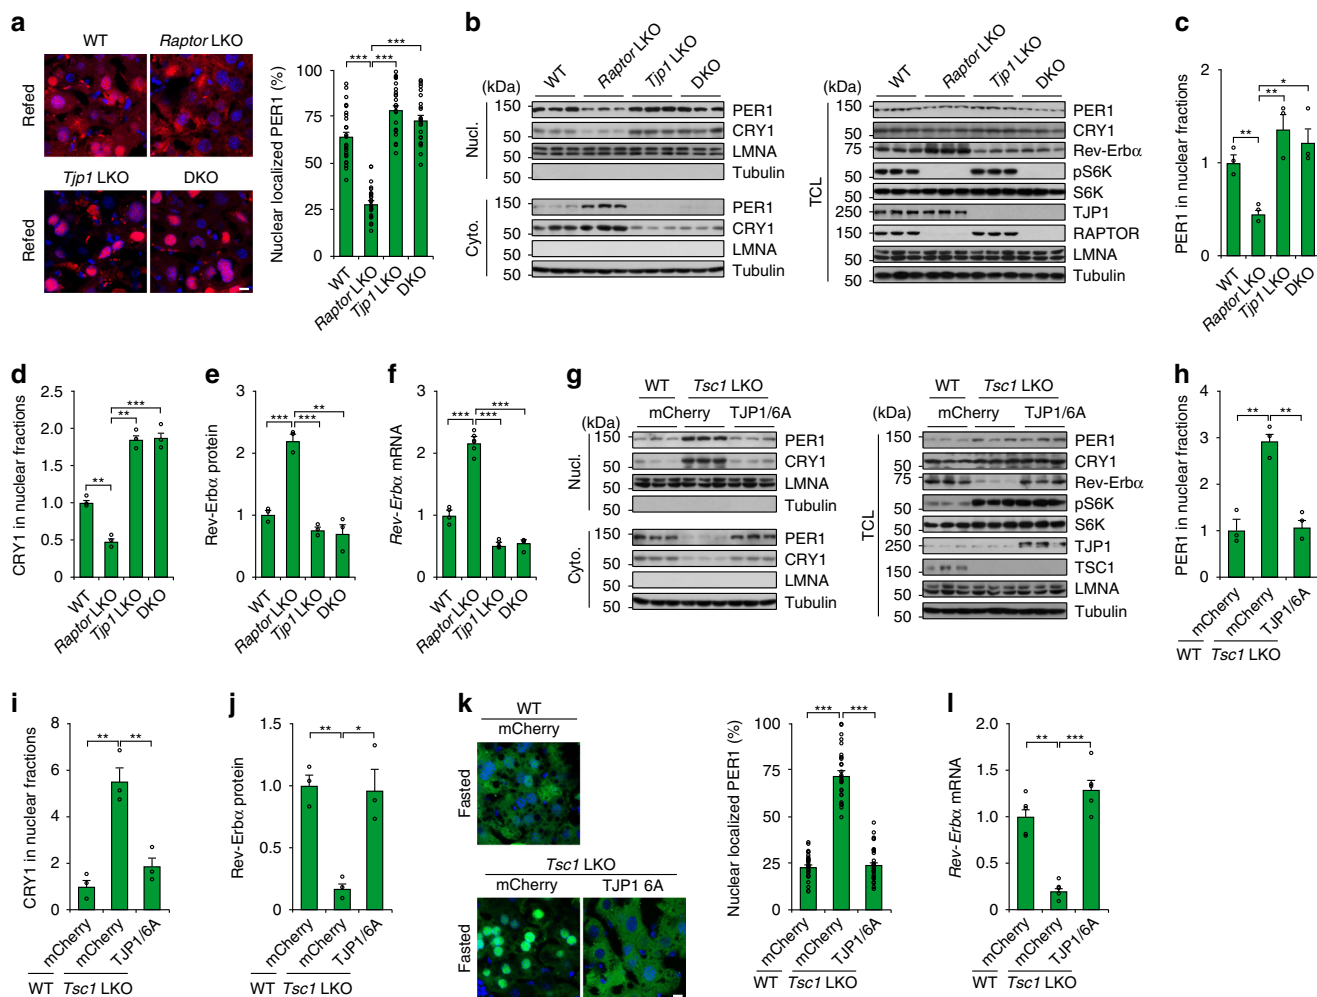 a
WT
Raptor LKO
Refed
Tjp1 LKO
DKO
Refed
Nuclear localized PER1 (%)
100
75
50
25
0
***
***
***
WT
Raptor LKO
Tjp1 LKO
DKO
b
(kDa)
WT
Raptor LKO
Tjp1 LKO
DKO
Nucl.
150
PER1
50
CRY1
LMNA
50
Tubulin
50
Cyto.
150
PER1
CRY1
50
LMNA
50
Tubulin
50
(kDa)
WT
Raptor LKO
Tjp1 LKO
DKO
TCL
150
PER1
CRY1
50
75
Rev-Erbα
pS6K
50
S6K
50
250
TJP1
150
RAPTOR
LMNA
50
Tubulin
50
c
PER1 in nuclear fractions
2
1
0
*
**
**
WT
Raptor LKO
Tjp1 LKO
DKO
d
CRY1 in nuclear fractions
2.5
2.0
1.5
1.0
0.5
0
***
**
**
WT
Raptor LKO
Tjp1 LKO
DKO
e
Rev-Erbα protein
3
2
1
0
**
*** ***
WT
Raptor LKO
Tjp1 LKO
DKO
f
Rev-Erbα mRNA
3
2
1
0
***
*** ***
WT
Raptor LKO
Tjp1 LKO
DKO
g
WT Tsc1 LKO
(kDa) mCherry TJP1/6A
Nucl.
150
PER1
CRY1
50
LMNA
50
Tubulin
50
Cyto.
150
PER1
CRY1
50
LMNA
50
Tubulin
50
WT Tsc1 LKO
(kDa) mCherry TJP1/6A
TCL
150
PER1
CRY1
50
75
Rev-Erbα
pS6K
50
S6K
50
TJP1
250
TSC1
150
LMNA
50
Tubulin
50
h
PER1 in nuclear fractions
4
3
2
1
0
** **
mCherry
mCherry
TJP1/6A
WT Tsc1 LKO
i
CRY1 in nuclear fractions
8
6
4
2
0
** **
mCherry
mCherry
TJP1/6A
WT Tsc1 LKO
j
Rev-Erbα protein
1.5
1.0
0.5
0
** *
mCherry
mCherry
TJP1/6A
WT Tsc1 LKO
k
WT
mCherry
Fasted
Tsc1 LKO
mCherry TJP1 6A
Fasted
Nuclear localized PER1 (%)
100
75
50
25
0
*** ***
mCherry
mCherry
TJP1/6A
WT Tsc1 LKO
l
Rev-Erbα mRNA
2.0
1.5
1.0
0.5
0
** ***
mCherry
mCherry
TJP1/6A
WT Tsc1 LKO